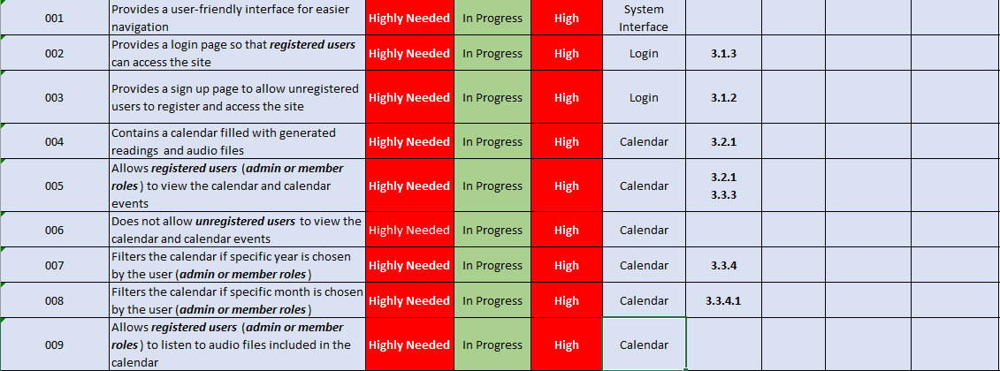 001 Provides a user-friendly interface for easier navigation Highly Needed In Progress High System Interface
002 Provides a login page so that registered users can access the site Highly Needed In Progress High Login 3.1.3
003 Provides a sign up page to allow unregistered users to register and access the site Highly Needed In Progress High Login 3.1.2
004 Contains a calendar filled with generated readings and audio files Highly Needed In Progress High Calendar 3.2.1
005 Allows registered users (admin or member roles) to view the calendar and calendar events Highly Needed In Progress High Calendar 3.2.1 3.3.3
006 Does not allow unregistered users to view the calendar and calendar events Highly Needed In Progress High Calendar
007 Filters the calendar if specific year is chosen by the user (admin or member roles) Highly Needed In Progress High Calendar 3.3.4
008 Filters the calendar if specific month is chosen by the user (admin or member roles) Highly Needed In Progress High Calendar 3.3.4.1
009 Allows registered users (admin or member roles) to listen to audio files included in the calendar Highly Needed In Progress High Calendar